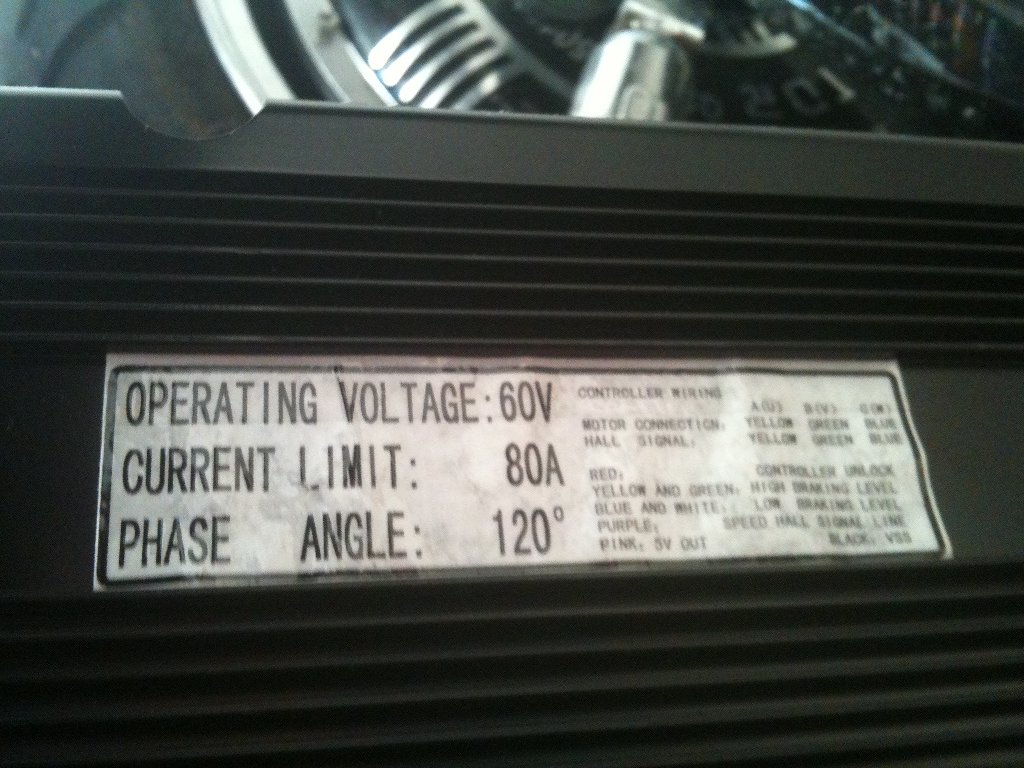 OPERATING VOLTAGE:60V
CURRENT LIMIT: 80A
PHASE ANGLE: 120°
CONTROLLER WIRING
A(U) B(V) C(W)
MOTOR CONNECTION. YELLOW GREEN BLUE
HALL SIGNAL. YELLOW GREEN BLUE
RED: CONTROLLER UNLOCK
YELLOW AND GREEN. HIGH BRAKING LEVEL
BLUE AND WHITE. LOW BRAKING LEVEL
PURPLE: SPEED HALL SIGNAL LINE
PINK. 5V OUT BLACK. VSS